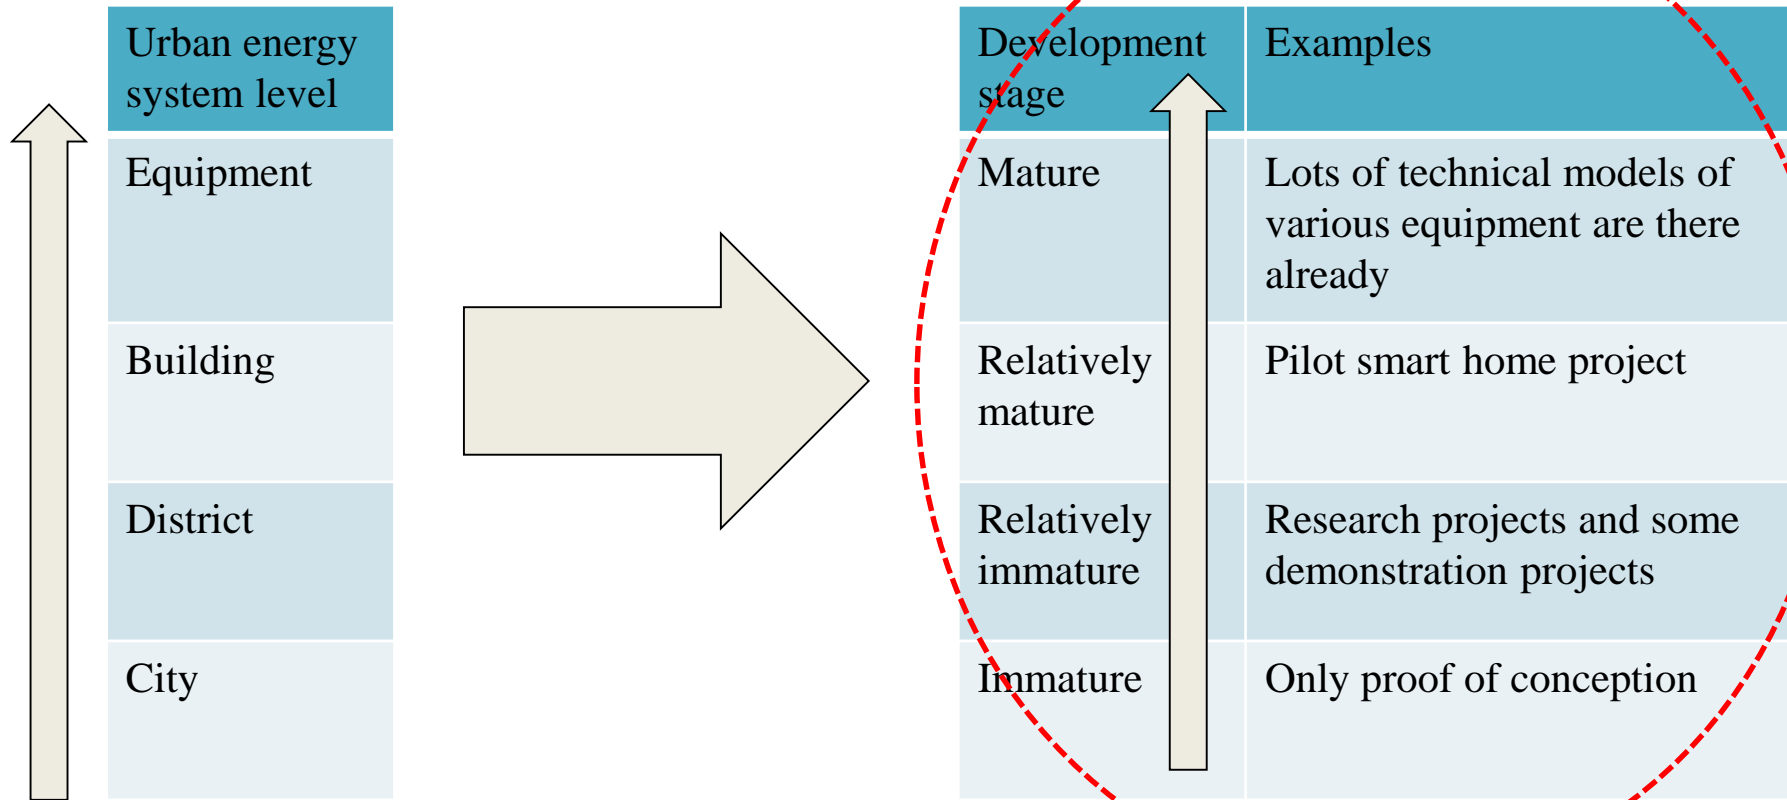 Urban energy
system level
Equipment
Building
District
City
Development
stage
Examples
Mature
Lots of technical models of
various equipment are there
already
Relatively
mature
Pilot smart home project
Relatively
immature
Research projects and some
demonstration projects
Immature
Only proof of conception